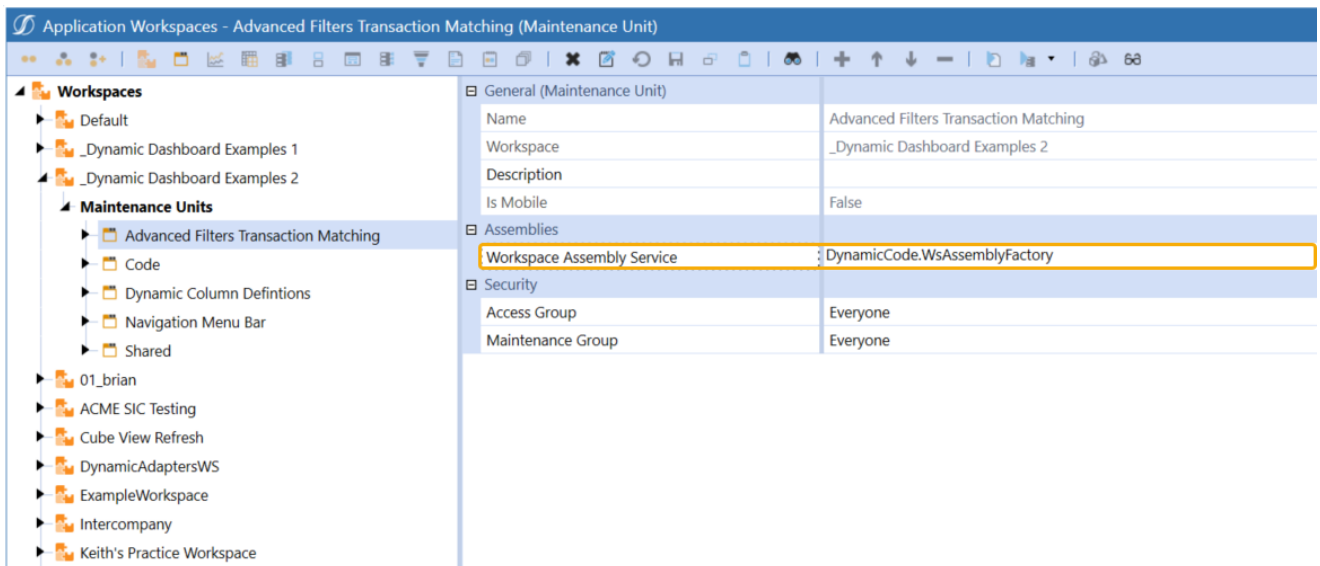 Application Workspaces - Advanced Filters Transaction Matching (Maintenance Unit)
Workspaces
Default
_Dynamic Dashboard Examples 1
_Dynamic Dashboard Examples 2
Maintenance Units
Advanced Filters Transaction Matching
Code
Dynamic Column Defintions
Navigation Menu Bar
Shared
01_brian
ACME SIC Testing
Cube View Refresh
DynamicAdaptersWS
ExampleWorkspace
Intercompany
Keith's Practice Workspace
General (Maintenance Unit)
Name Advanced Filters Transaction Matching
Workspace _Dynamic Dashboard Examples 2
Description
Is Mobile False
Assemblies
Workspace Assembly Service DynamicCode.WsAssemblyFactory
Security
Access Group Everyone
Maintenance Group Everyone